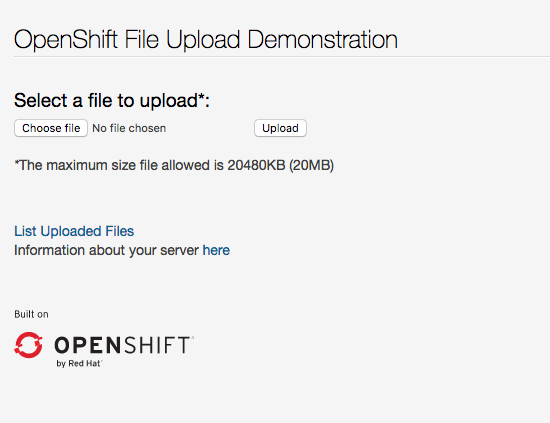 OpenShift File Upload Demonstration
Select a file to upload*:
Choose file No file chosen Upload
*The maximum size file allowed is 20480KB (20MB)
List Uploaded Files
Information about your server here
Built on
OPENSHIFT
by Red Hat